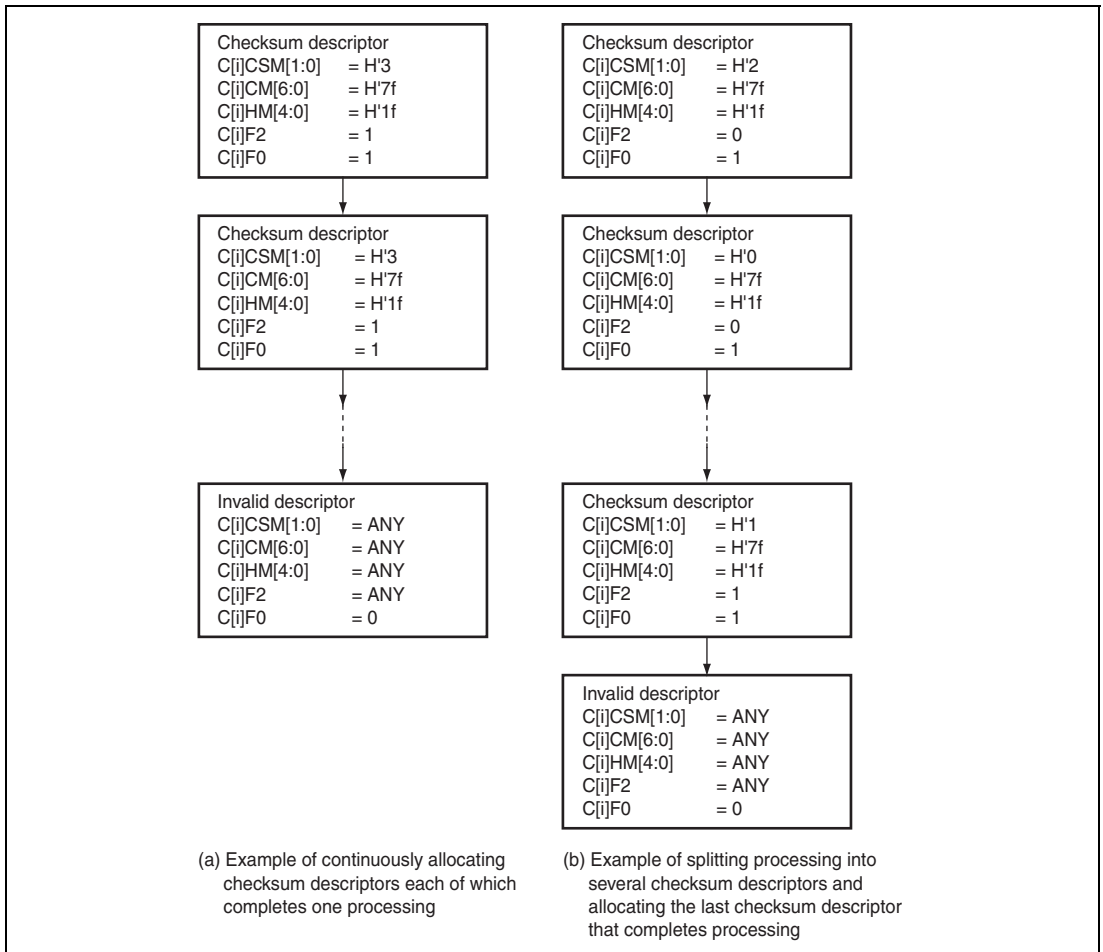 Checksum descriptor
C[i]CSM[1:0] = H'3
C[i]CM[6:0] = H'7f
C[i]HM[4:0] = H'1f
C[i]F2 = 1
C[i]F0 = 1
Checksum descriptor
C[i]CSM[1:0] = H'3
C[i]CM[6:0] = H'7f
C[i]HM[4:0] = H'1f
C[i]F2 = 1
C[i]F0 = 1
Invalid descriptor
C[i]CSM[1:0] = ANY
C[i]CM[6:0] = ANY
C[i]HM[4:0] = ANY
C[i]F2 = ANY
C[i]F0 = 0
(a) Example of continuously allocating
checksum descriptors each of which
completes one processing
Checksum descriptor
C[i]CSM[1:0] = H'2
C[i]CM[6:0] = H'7f
C[i]HM[4:0] = H'1f
C[i]F2 = 0
C[i]F0 = 1
Checksum descriptor
C[i]CSM[1:0] = H'0
C[i]CM[6:0] = H'7f
C[i]HM[4:0] = H'1f
C[i]F2 = 0
C[i]F0 = 1
Checksum descriptor
C[i]CSM[1:0] = H'1
C[i]CM[6:0] = H'7f
C[i]HM[4:0] = H'1f
C[i]F2 = 1
C[i]F0 = 1
Invalid descriptor
C[i]CSM[1:0] = ANY
C[i]CM[6:0] = ANY
C[i]HM[4:0] = ANY
C[i]F2 = ANY
C[i]F0 = 0
(b) Example of splitting processing into
several checksum descriptors and
allocating the last checksum descriptor
that completes processing